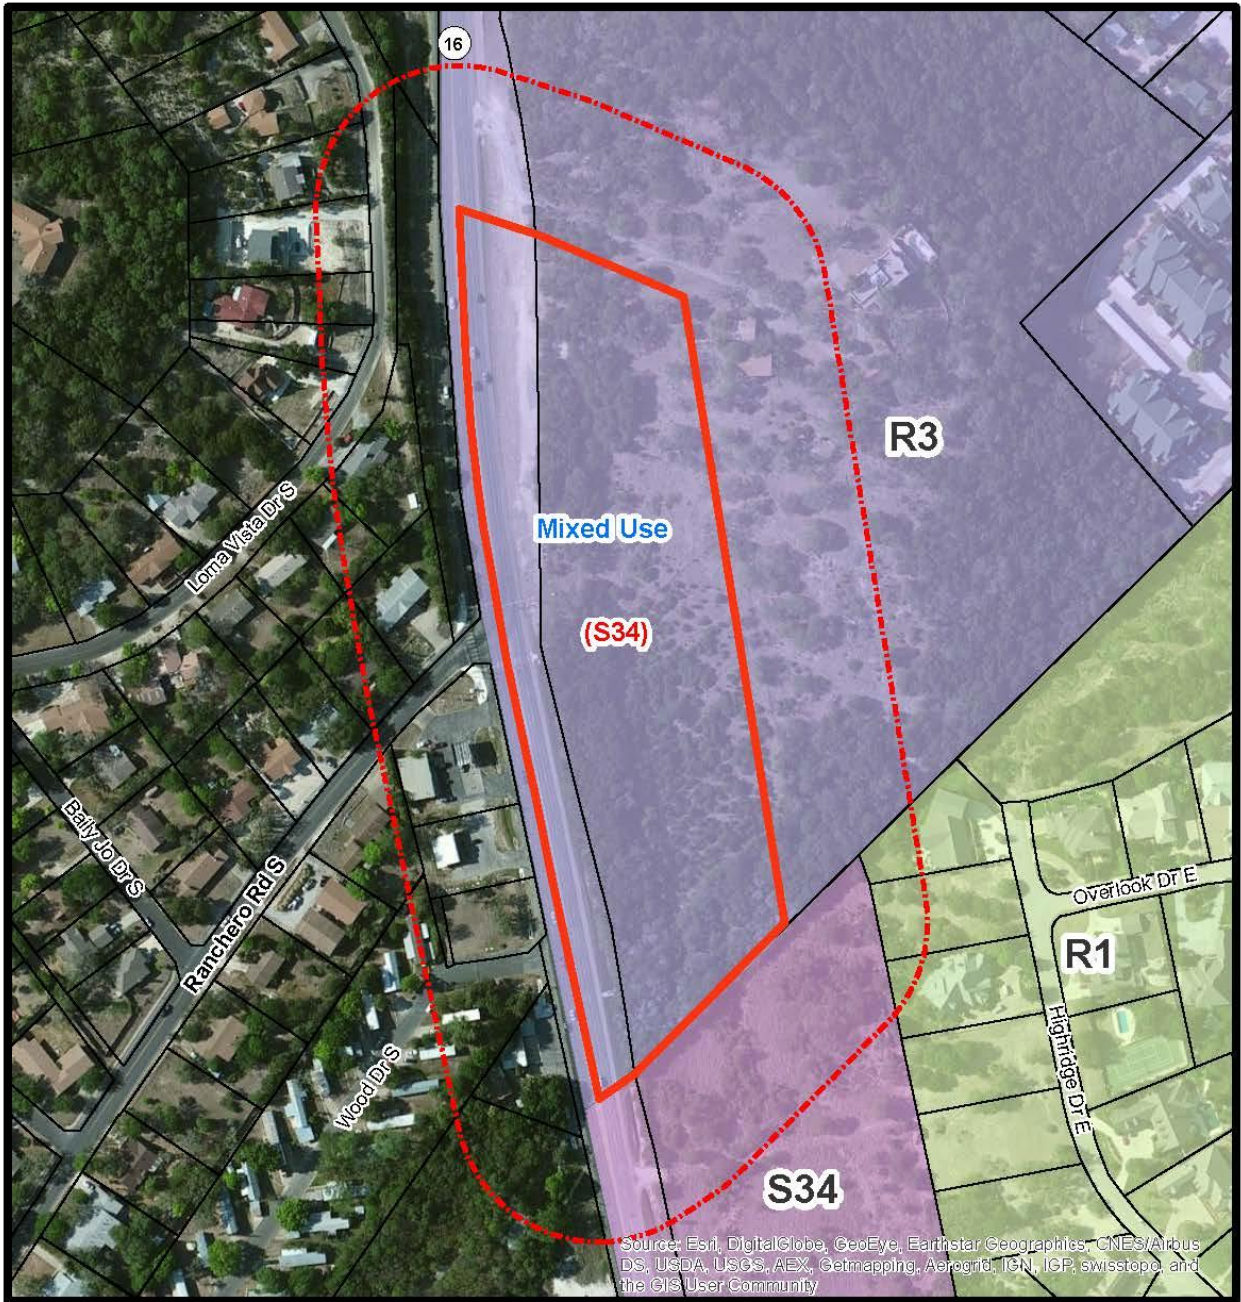 16
R3
Mixed Use
Loma Vista Dr S
(S34)
Baily Jo Dr S
Ranchero Rd S
Overlook Dr E
R1
Highridge Dr E
Wood Dr S
S34
Source: Esri, DigitalGlobe, GeoEye, Earthstar Geographics, CNES/Airbus
DS, USDA, USGS, AEX, Getmapping, Aerogrid, IGN, IGP, swisstopo, and
the GIS User Community